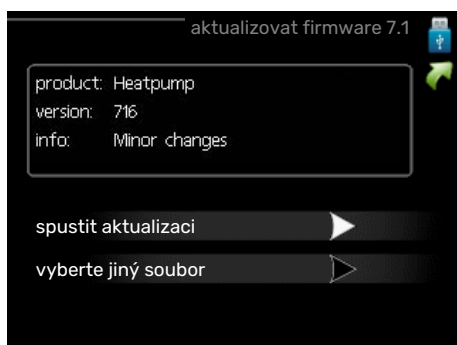 aktualizovat firmware 7.1
product: Heatpump
version: 716
info: Minor changes
spustit aktualizaci
vyberte jiný soubor